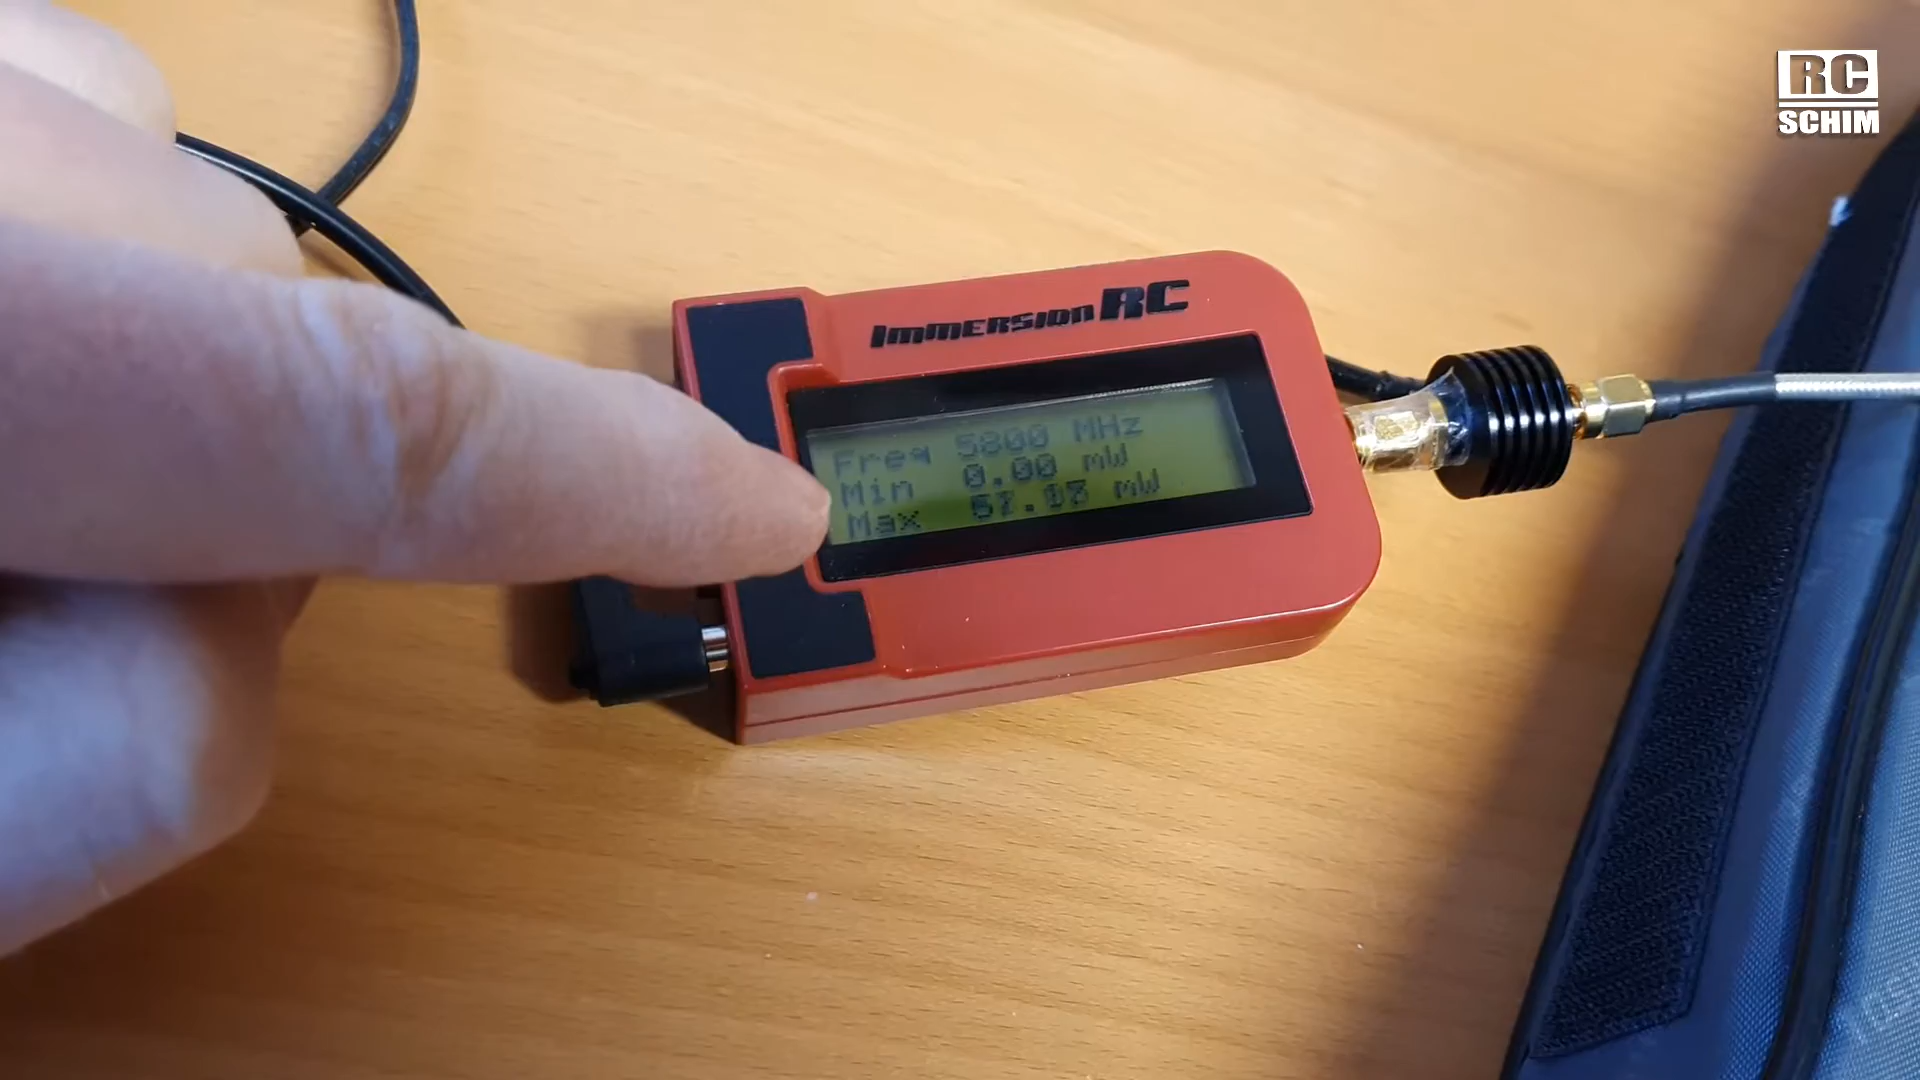 RC
SCHIM
ImmersionRC
Freq 5800 MHz
Min 0.00 mW
Max mW